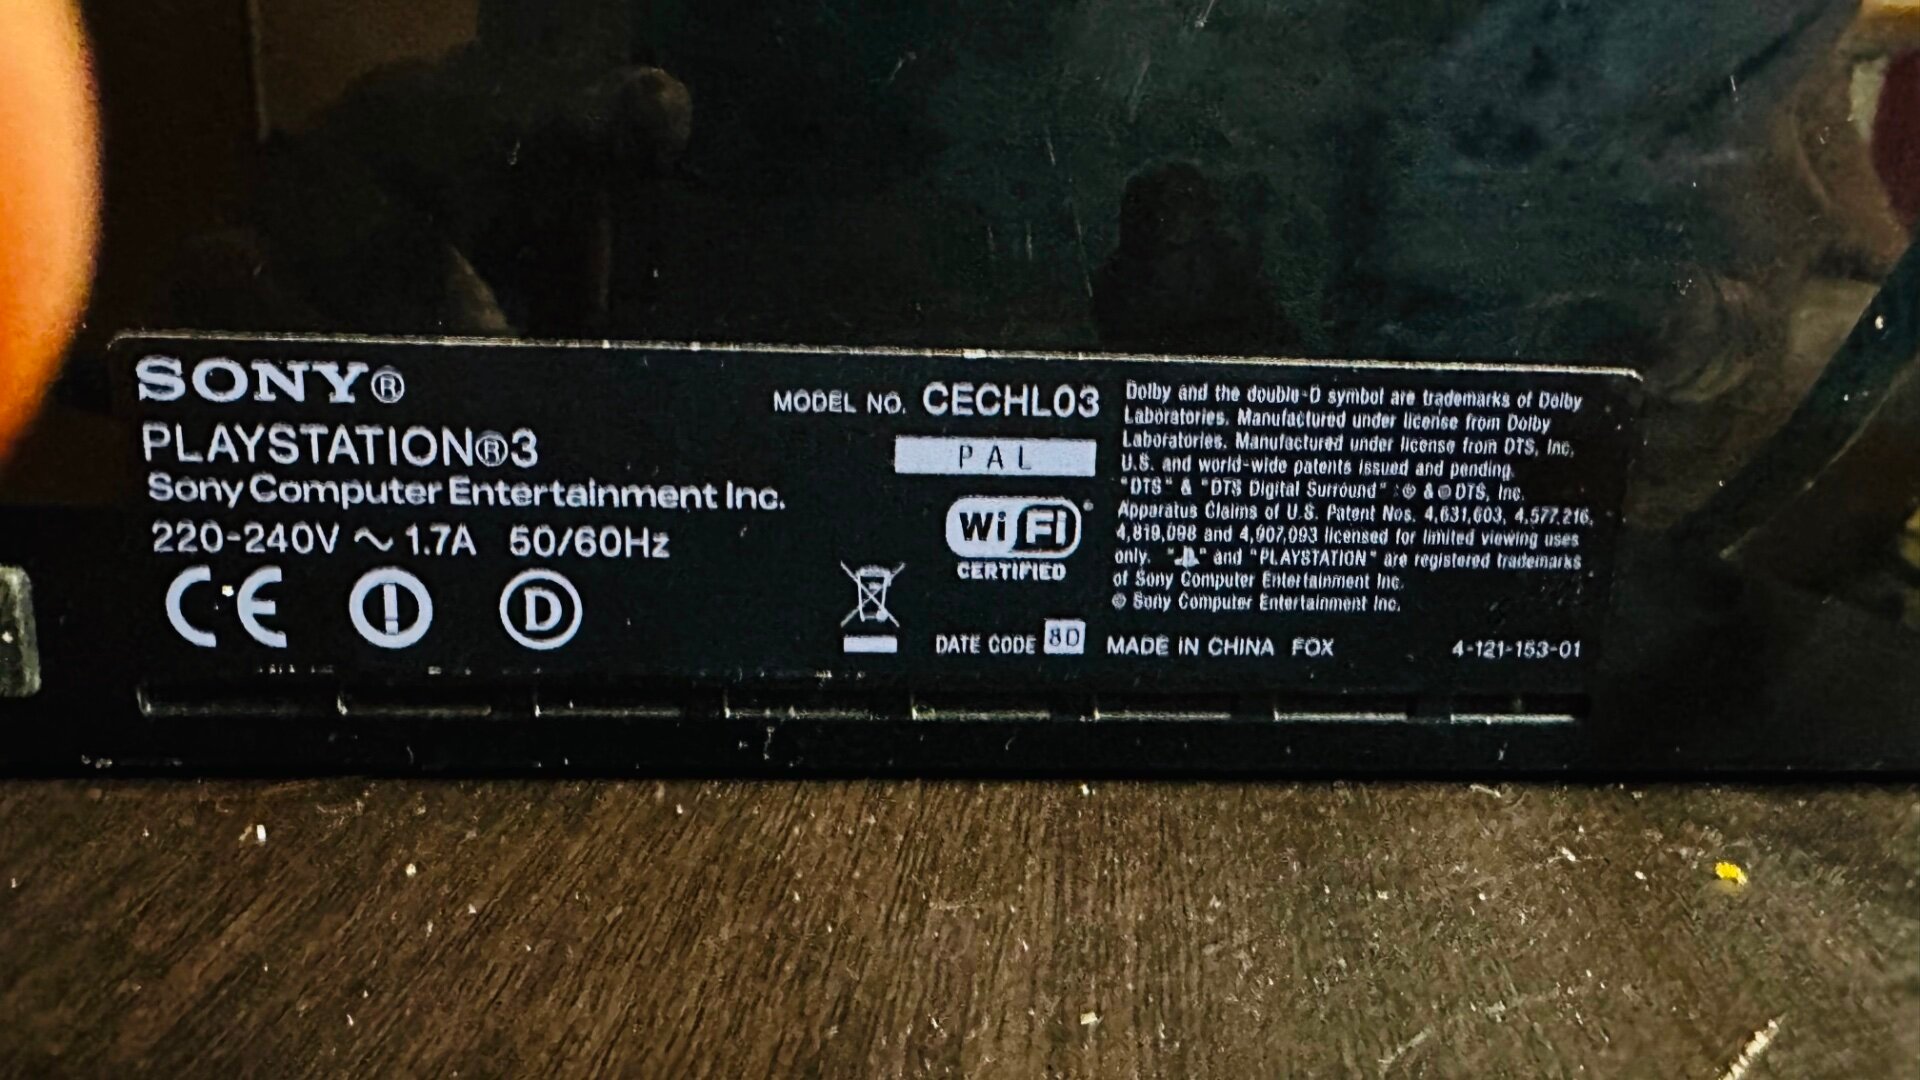 SONY®
PLAYSTATION®3
Sony Computer Entertainment Inc.
220-240V ~ 1.7A 50/60Hz
CE D
MODEL NO. CECHL03
PAL
Wi Fi
CERTIFIED
DATE CODE 8D
Dolby and the double-D symbol are trademarks of Dolby
Laboratories. Manufactured under license from Dolby
Laboratories. Manufactured under license from DTS, Inc.
U.S. and world-wide patents issued and pending.
"DTS" & "DTS Digital Surround" : ® & © DTS, Inc.
Apparatus Claims of U.S. Patent Nos. 4,631,603, 4,577,216,
4,819,098 and 4,907,093 licensed for limited viewing uses
only. " " and "PLAYSTATION" are registered trademarks
of Sony Computer Entertainment Inc.
© Sony Computer Entertainment Inc.
MADE IN CHINA FOX 4-121-153-01